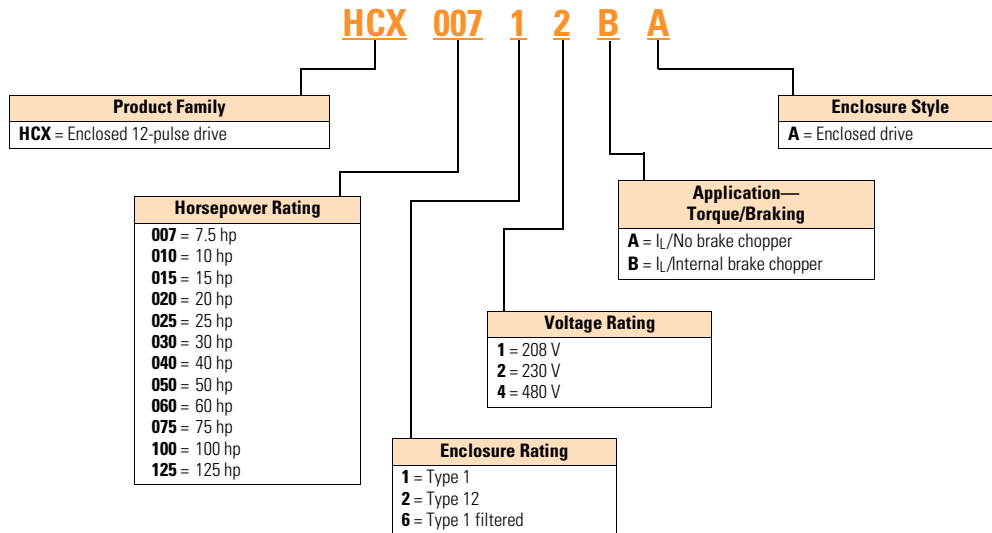 HCX 007 1 2 B A
Product Family
HCX = Enclosed 12-pulse drive
Enclosure Style
A = Enclosed drive
Horsepower Rating
007 = 7.5 hp
010 = 10 hp
015 = 15 hp
020 = 20 hp
025 = 25 hp
030 = 30 hp
040 = 40 hp
050 = 50 hp
060 = 60 hp
075 = 75 hp
100 = 100 hp
125 = 125 hp
Application—
Torque/Braking
A = IL/No brake chopper
B = IL/Internal brake chopper
Voltage Rating
1 = 208 V
2 = 230 V
4 = 480 V
Enclosure Rating
1 = Type 1
2 = Type 12
6 = Type 1 filtered